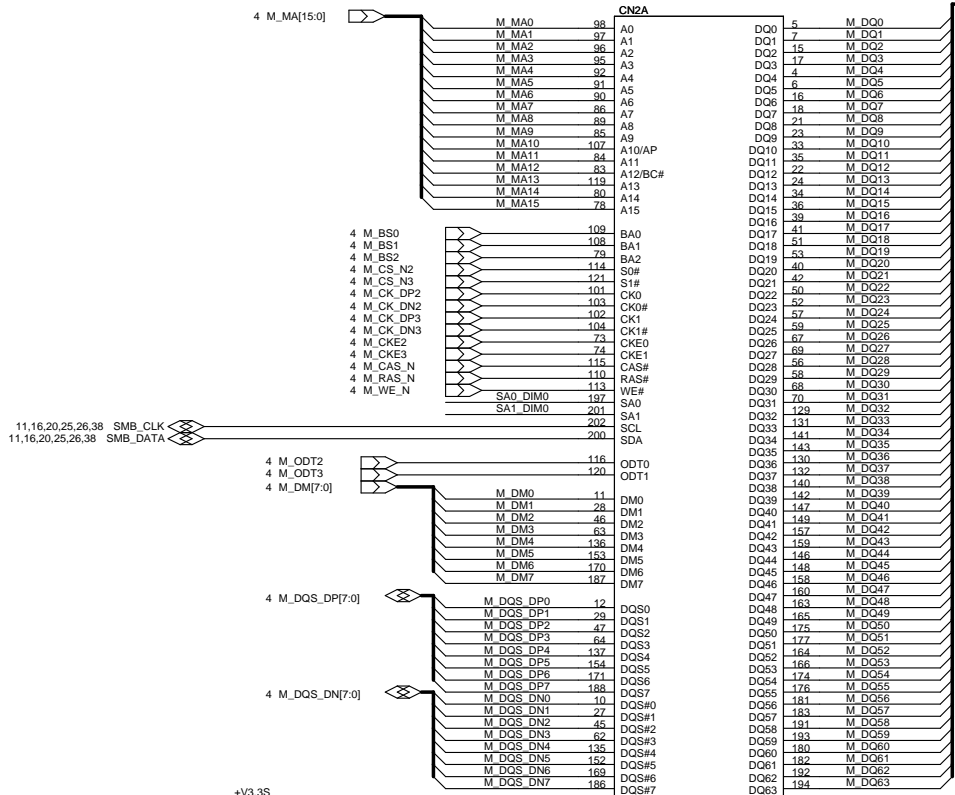 CN2A
4 M_MA[15:0]
M_MA0 98 A0
M_MA1 97 A1
M_MA2 96 A2
M_MA3 95 A3
M_MA4 92 A4
M_MA5 91 A5
M_MA6 90 A6
M_MA7 86 A7
M_MA8 89 A8
M_MA9 85 A9
M_MA10 107 A10/AP
M_MA11 84 A11
M_MA12 83 A12/BC#
M_MA13 119 A13
M_MA14 80 A14
M_MA15 78 A15
4 M_BS0 109 BA0
4 M_BS1 108 BA1
4 M_BS2 79 BA2
4 M_CS_N2 114 S0#
4 M_CS_N3 121 S1#
4 M_CK_DP2 101 CK0
4 M_CK_DN2 103 CK0#
4 M_CK_DP3 102 CK1
4 M_CK_DN3 104 CK1#
4 M_CKE2 73 CKE0
4 M_CKE3 74 CKE1
4 M_CAS_N 115 CAS#
4 M_RAS_N 110 RAS#
4 M_WE_N 113 WE#
SA0_DIM0 197 SA0
SA1_DIM0 201 SA1
11,16,20,25,26,38 SMB_CLK 202 SCL
11,16,20,25,26,38 SMB_DATA 200 SDA
4 M_ODT2 116 ODT0
4 M_ODT3 120 ODT1
4 M_DM[7:0]
M_DM0 11 DM0
M_DM1 28 DM1
M_DM2 46 DM2
M_DM3 63 DM3
M_DM4 136 DM4
M_DM5 153 DM5
M_DM6 170 DM6
M_DM7 187 DM7
4 M_DQS_DP[7:0]
M_DQS_DP0 12 DQS0
M_DQS_DP1 29 DQS1
M_DQS_DP2 47 DQS2
M_DQS_DP3 64 DQS3
M_DQS_DP4 137 DQS4
M_DQS_DP5 154 DQS5
M_DQS_DP6 171 DQS6
M_DQS_DP7 188 DQS7
4 M_DQS_DN[7:0]
M_DQS_DN0 10 DQS#0
M_DQS_DN1 27 DQS#1
M_DQS_DN2 45 DQS#2
M_DQS_DN3 62 DQS#3
M_DQS_DN4 135 DQS#4
M_DQS_DN5 152 DQS#5
M_DQS_DN6 169 DQS#6
M_DQS_DN7 186 DQS#7
+V3.3S
DQ0 5 M_DQ0
DQ1 7 M_DQ1
DQ2 15 M_DQ2
DQ3 17 M_DQ3
DQ4 4 M_DQ4
DQ5 6 M_DQ5
DQ6 16 M_DQ6
DQ7 18 M_DQ7
DQ8 21 M_DQ8
DQ9 23 M_DQ9
DQ10 33 M_DQ10
DQ11 35 M_DQ11
DQ12 22 M_DQ12
DQ13 24 M_DQ13
DQ14 34 M_DQ14
DQ15 36 M_DQ15
DQ16 39 M_DQ16
DQ17 41 M_DQ17
DQ18 51 M_DQ18
DQ19 53 M_DQ19
DQ20 40 M_DQ20
DQ21 42 M_DQ21
DQ22 50 M_DQ22
DQ23 52 M_DQ23
DQ24 57 M_DQ24
DQ25 59 M_DQ25
DQ26 67 M_DQ26
DQ27 69 M_DQ27
DQ28 56 M_DQ28
DQ29 58 M_DQ29
DQ30 68 M_DQ30
DQ31 70 M_DQ31
DQ32 129 M_DQ32
DQ33 131 M_DQ33
DQ34 141 M_DQ34
DQ35 143 M_DQ35
DQ36 130 M_DQ36
DQ37 132 M_DQ37
DQ38 140 M_DQ38
DQ39 142 M_DQ39
DQ40 147 M_DQ40
DQ41 149 M_DQ41
DQ42 157 M_DQ42
DQ43 159 M_DQ43
DQ44 146 M_DQ44
DQ45 148 M_DQ45
DQ46 158 M_DQ46
DQ47 160 M_DQ47
DQ48 163 M_DQ48
DQ49 165 M_DQ49
DQ50 175 M_DQ50
DQ51 177 M_DQ51
DQ52 164 M_DQ52
DQ53 166 M_DQ53
DQ54 174 M_DQ54
DQ55 176 M_DQ55
DQ56 181 M_DQ56
DQ57 183 M_DQ57
DQ58 191 M_DQ58
DQ59 193 M_DQ59
DQ60 180 M_DQ60
DQ61 182 M_DQ61
DQ62 192 M_DQ62
DQ63 194 M_DQ63